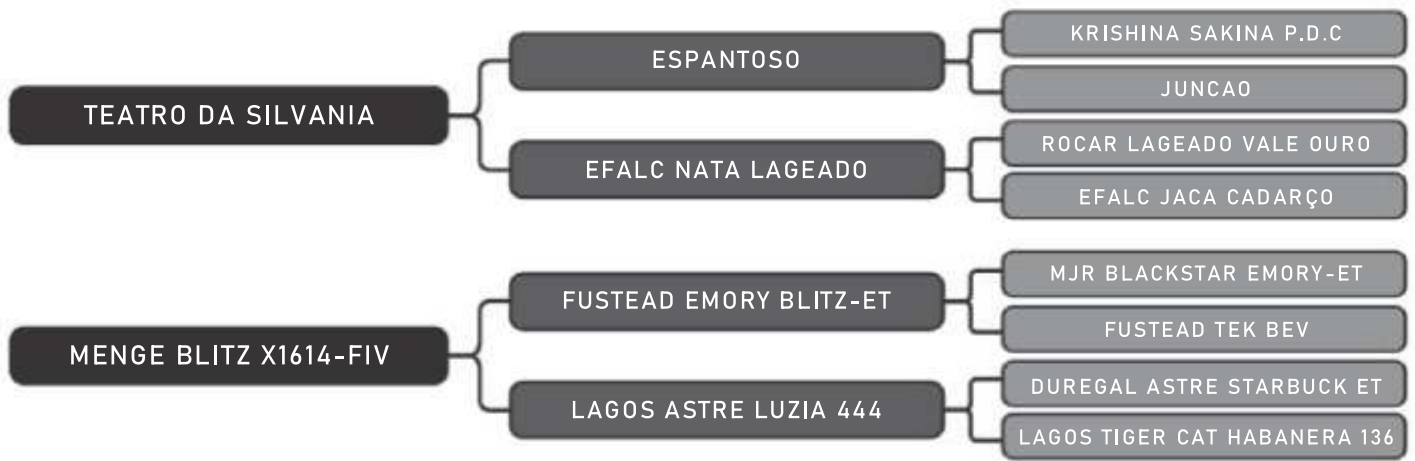 TEATRO DA SILVANIA
ESPANTOSO
KRISHINA SAKINA P.D.C
JUNCAO
EFALC NATA LAGEADO
ROCAR LAGEADO VALE OURO
EFALC JACA CADARÇO
MENGE BLITZ X1614-FIV
FUSTEAD EMORY BLITZ-ET
MJR BLACKSTAR EMORY-ET
FUSTEAD TEK BEV
LAGOS ASTRE LUZIA 444
DUREGAL ASTRE STARBUCK ET
LAGOS TIGER CAT HABANERA 136